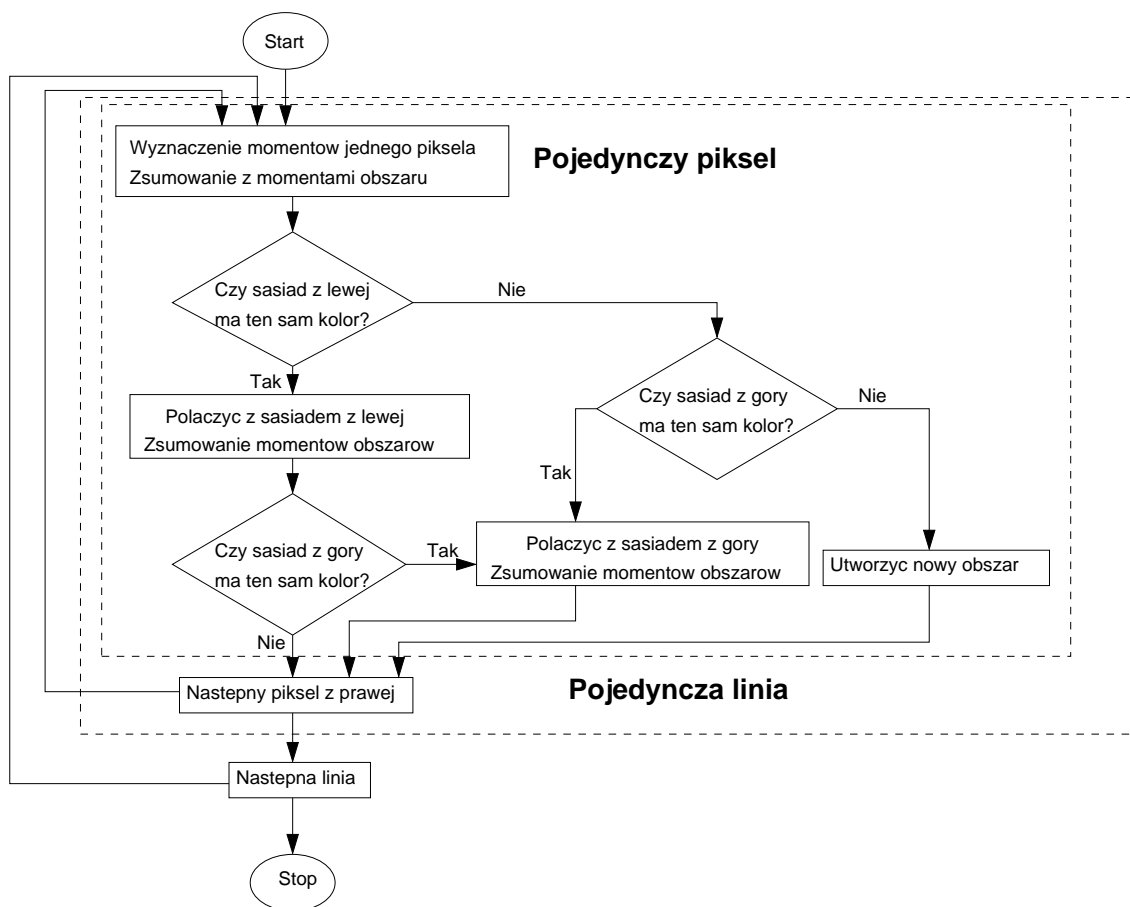 Start
Wyznaczenie momentow jednego piksela
Zsumowanie z momentami obszaru
Pojedynczy piksel
Czy sasiad z lewej
ma ten sam kolor?
Nie
Tak
Czy sasiad z gory
ma ten sam kolor?
Nie
Polaczyc z sasiadem z lewej
Zsumowanie momentow obszarow
Tak
Czy sasiad z gory
ma ten sam kolor?
Tak
Polaczyc z sasiadem z gory
Zsumowanie momentow obszarow
Utworzyc nowy obszar
Nie
Nastepny piksel z prawej
Pojedyncza linia
Nastepna linia
Stop